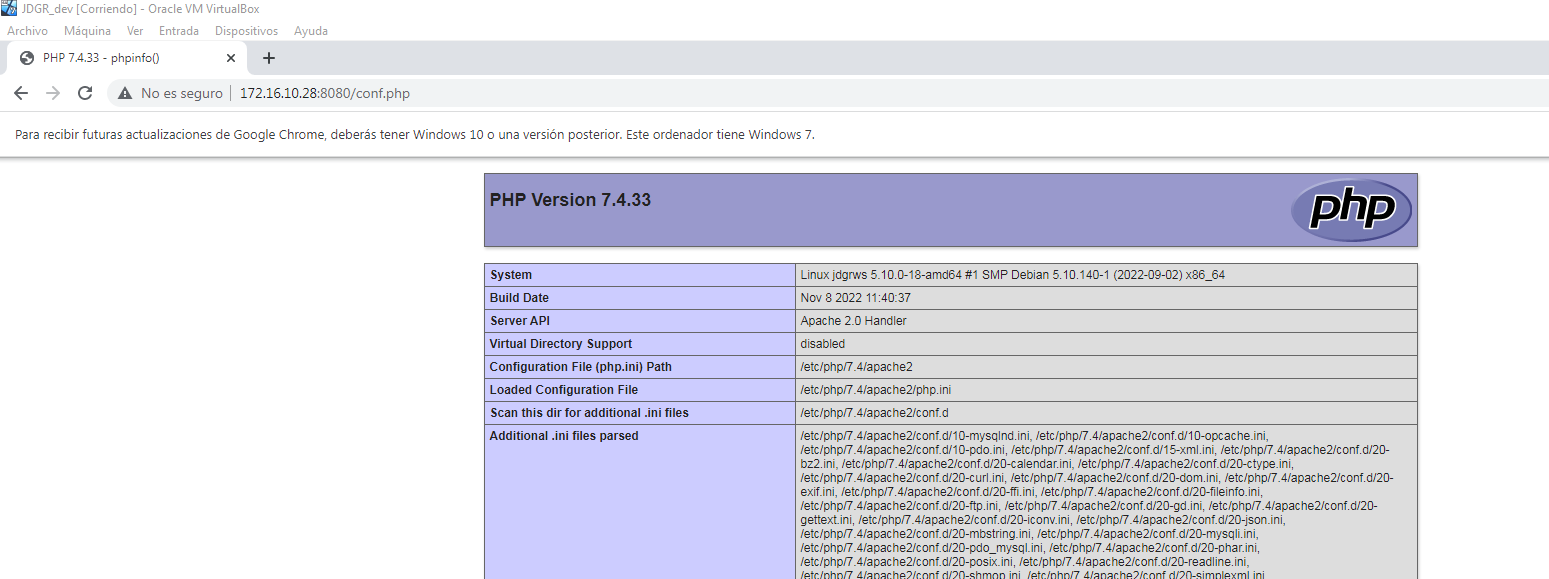 JDGR_dev [Corriendo] - Oracle VM VirtualBox
Archivo Máquina Ver Entrada Dispositivos Ayuda
PHP 7.4.33 - phpinfo()
No es seguro 172.16.10.28:8080/conf.php
Para recibir futuras actualizaciones de Google Chrome, deberás tener Windows 10 o una versión posterior. Este ordenador tiene Windows 7.
PHP Version 7.4.33
php
System Linux jdgrws 5.10.0-18-amd64 #1 SMP Debian 5.10.140-1 (2022-09-02) x86_64
Build Date Nov 8 2022 11:40:37
Server API Apache 2.0 Handler
Virtual Directory Support disabled
Configuration File (php.ini) Path /etc/php/7.4/apache2
Loaded Configuration File /etc/php/7.4/apache2/php.ini
Scan this dir for additional .ini files /etc/php/7.4/apache2/conf.d
Additional .ini files parsed /etc/php/7.4/apache2/conf.d/10-mysqlnd.ini, /etc/php/7.4/apache2/conf.d/10-opcache.ini,
/etc/php/7.4/apache2/conf.d/10-pdo.ini, /etc/php/7.4/apache2/conf.d/15-xml.ini, /etc/php/7.4/apache2/conf.d/20-
bz2.ini, /etc/php/7.4/apache2/conf.d/20-calendar.ini, /etc/php/7.4/apache2/conf.d/20-ctype.ini,
/etc/php/7.4/apache2/conf.d/20-curl.ini, /etc/php/7.4/apache2/conf.d/20-dom.ini, /etc/php/7.4/apache2/conf.d/20-
exif.ini, /etc/php/7.4/apache2/conf.d/20-ffi.ini, /etc/php/7.4/apache2/conf.d/20-fileinfo.ini,
/etc/php/7.4/apache2/conf.d/20-ftp.ini, /etc/php/7.4/apache2/conf.d/20-gd.ini, /etc/php/7.4/apache2/conf.d/20-
gettext.ini, /etc/php/7.4/apache2/conf.d/20-iconv.ini, /etc/php/7.4/apache2/conf.d/20-json.ini,
/etc/php/7.4/apache2/conf.d/20-mbstring.ini, /etc/php/7.4/apache2/conf.d/20-mysqli.ini,
/etc/php/7.4/apache2/conf.d/20-pdo_mysql.ini, /etc/php/7.4/apache2/conf.d/20-phar.ini,
/etc/php/7.4/apache2/conf.d/20-posix.ini, /etc/php/7.4/apache2/conf.d/20-readline.ini,
/etc/php/7.4/apache2/conf.d/20-shmop.ini, /etc/php/7.4/apache2/conf.d/20-simplexml.ini,